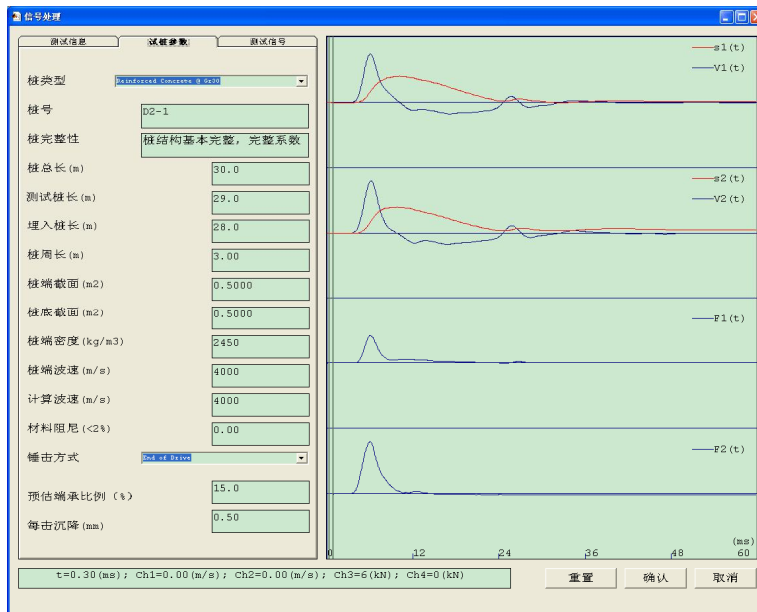 信号处理
测试信息 试桩参数 测试信号
桩类型 Reinforced Concrete @ Gr30
桩号 D2-1
桩完整性 桩结构基本完整，完整系数
桩总长(m) 30.0
测试桩长(m) 29.0
埋入桩长(m) 28.0
桩周长(m) 3.00
桩端截面(m2) 0.5000
桩底截面(m2) 0.5000
桩端密度(kg/m3) 2450
桩端波速(m/s) 4000
计算波速(m/s) 4000
材料阻尼(<2%) 0.00
锤击方式 End of Drive
预估端承比例 (%) 15.0
每击沉降(mm) 0.50
s1(t)
V1(t)
s2(t)
V2(t)
F1(t)
F2(t)
(ms)
0 12 24 36 48 60
t=0.30(ms); Ch1=0.00(m/s); Ch2=0.00(m/s); Ch3=6(kN); Ch4=0(kN)
重置 确认 取消